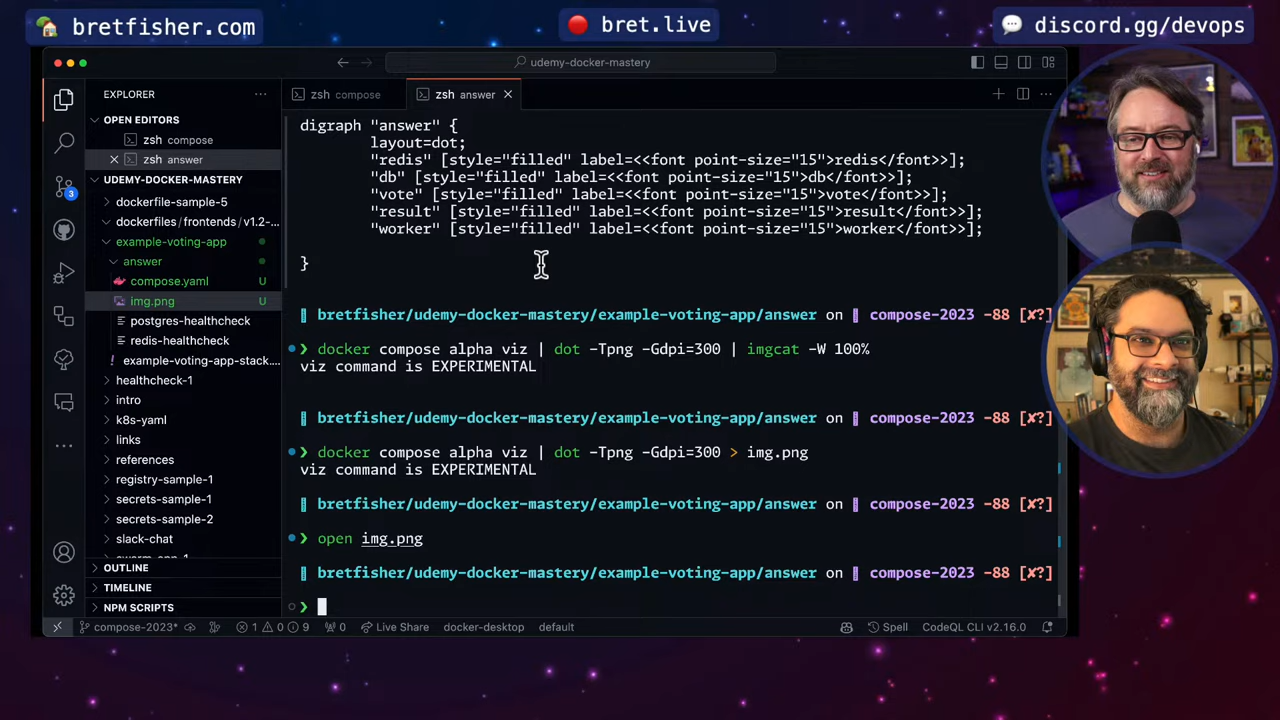 bretfisher.com
bret.live
discord.gg/devops
udemy-docker-mastery
EXPLORER
zsh compose
zsh answer
OPEN EDITORS
zsh compose
zsh answer
UDEMY-DOCKER-MASTERY
dockerfile-sample-5
dockerfiles/frontends/v1.2-...
example-voting-app
answer
compose.yaml U
img.png U
postgres-healthcheck
redis-healthcheck
example-voting-app-stack....
healthcheck-1
intro
k8s-yaml
links
references
registry-sample-1
secrets-sample-1
secrets-sample-2
slack-chat
swarm-app-1
OUTLINE
TIMELINE
NPM SCRIPTS
3
digraph "answer" {
layout=dot;
"redis" [style="filled" label=<<font point-size="15">redis</font>>];
"db" [style="filled" label=<<font point-size="15">db</font>>];
"vote" [style="filled" label=<<font point-size="15">vote</font>>];
"result" [style="filled" label=<<font point-size="15">result</font>>];
"worker" [style="filled" label=<<font point-size="15">worker</font>>];
}
bretfisher/udemy-docker-mastery/example-voting-app/answer on compose-2023 -88 [✘?]
❯ docker compose alpha viz | dot -Tpng -Gdpi=300 | imgcat -W 100%
viz command is EXPERIMENTAL
bretfisher/udemy-docker-mastery/example-voting-app/answer on compose-2023 -88 [✘?]
❯ docker compose alpha viz | dot -Tpng -Gdpi=300 > img.png
viz command is EXPERIMENTAL
bretfisher/udemy-docker-mastery/example-voting-app/answer on compose-2023 -88 [✘?]
❯ open img.png
bretfisher/udemy-docker-mastery/example-voting-app/answer on compose-2023 -88 [✘?]
❯
compose-2023* 1 0 9 0 Live Share docker-desktop default Spell CodeQL CLI v2.16.0